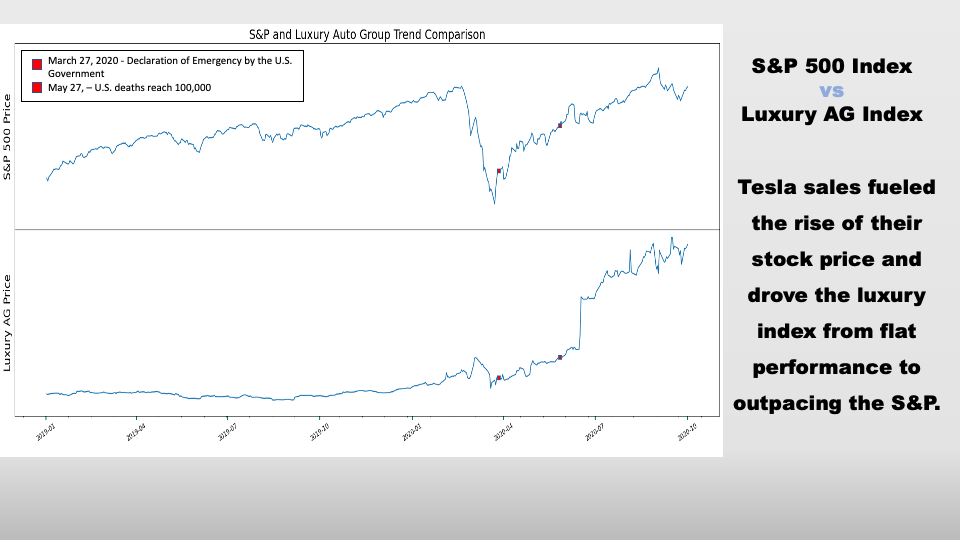 S&P and Luxury Auto Group Trend Comparison
March 27, 2020 - Declaration of Emergency by the U.S.
Government
May 27, – U.S. deaths reach 100,000
S&P 500 Price
Luxury AG Price
2019-01
2019-04
2019-07
2019-10
2020-01
2020-04
2020-07
2020-10
S&P 500 Index
vs
Luxury AG Index
Tesla sales fueled
the rise of their
stock price and
drove the luxury
index from flat
performance to
outpacing the S&P.